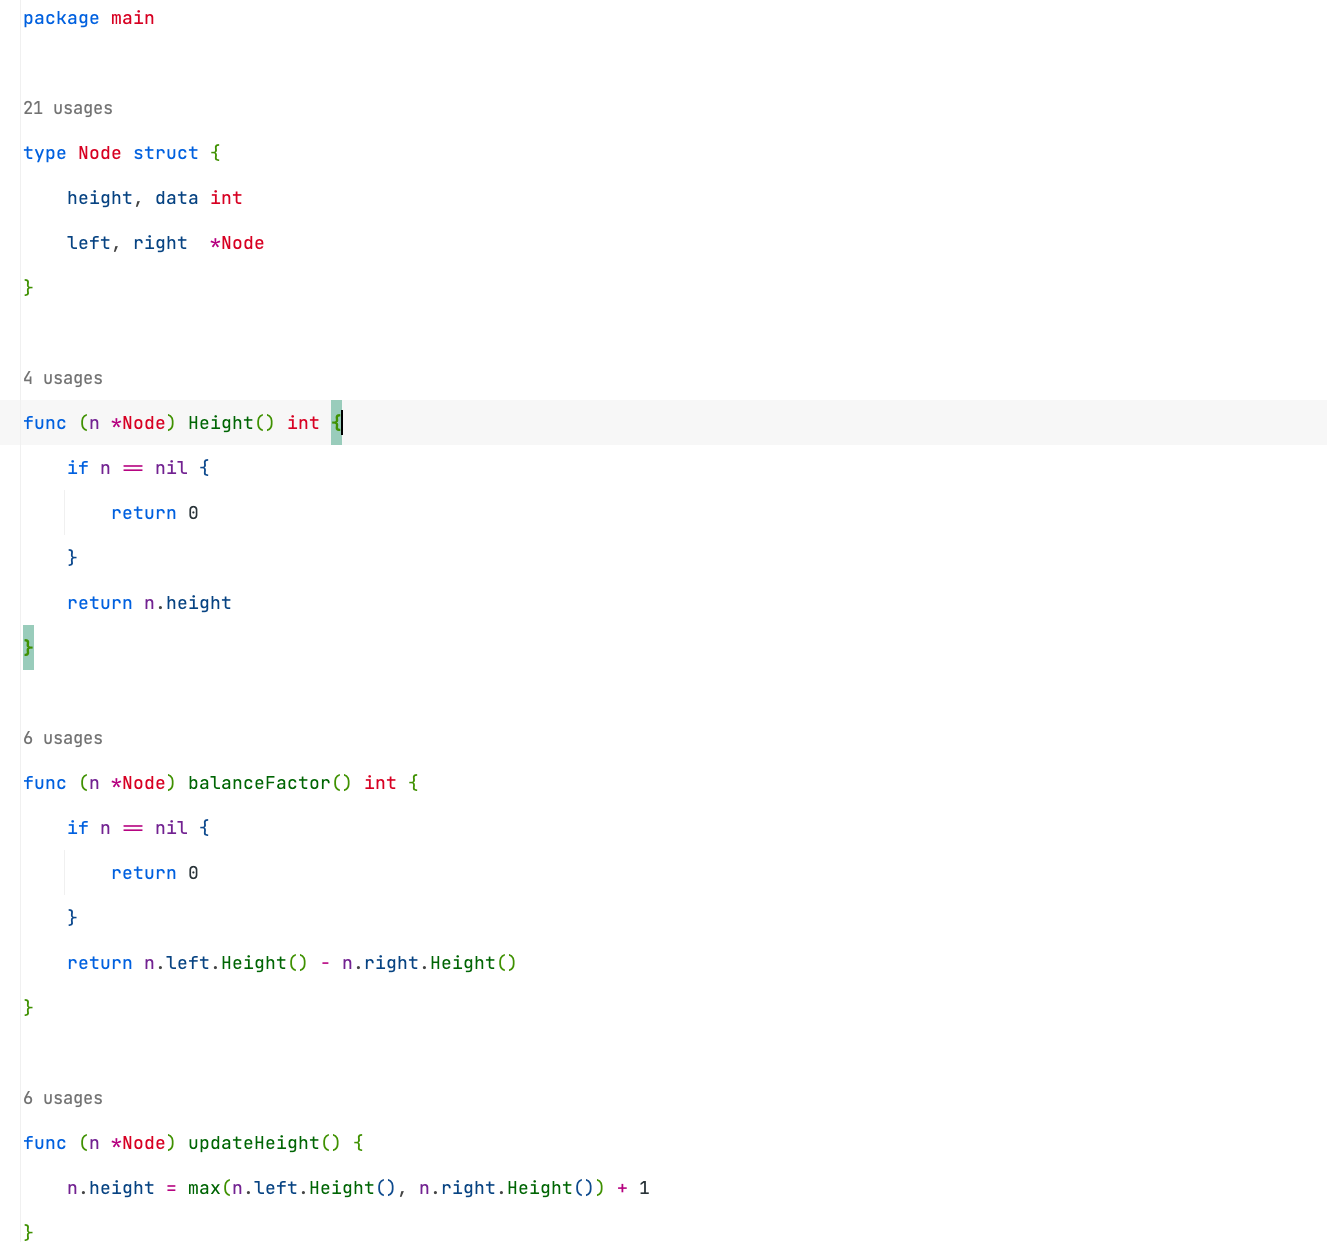 package main
21 usages
type Node struct {
    height, data int
    left, right  *Node
}
4 usages
func (n *Node) Height() int {
    if n == nil {
        return 0
    }
    return n.height
}
6 usages
func (n *Node) balanceFactor() int {
    if n == nil {
        return 0
    }
    return n.left.Height() - n.right.Height()
}
6 usages
func (n *Node) updateHeight() {
    n.height = max(n.left.Height(), n.right.Height()) + 1
}